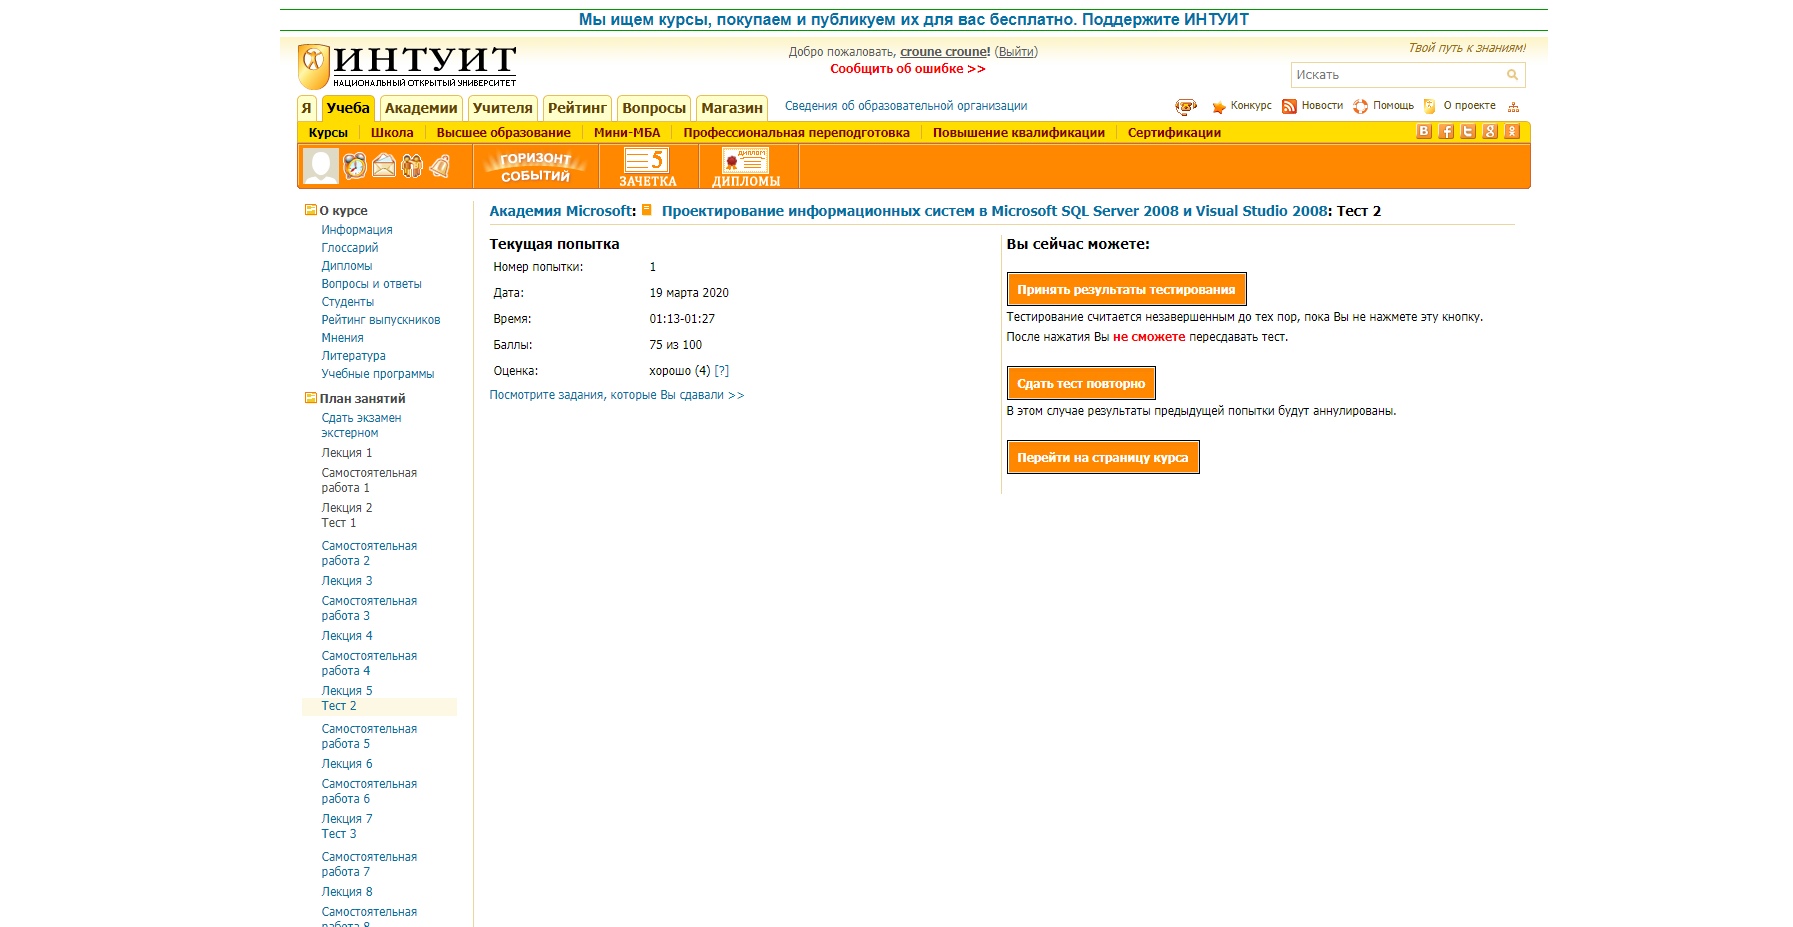 Мы ищем курсы, покупаем и публикуем их для вас бесплатно. Поддержите ИНТУИТ
ИНТУИТ
НАЦИОНАЛЬНЫЙ ОТКРЫТЫЙ УНИВЕРСИТЕТ
Добро пожаловать, croune croune! (Выйти)
Сообщить об ошибке >>
Твой путь к знаниям!
Искать
Я Учеба Академии Учителя Рейтинг Вопросы Магазин Сведения об образовательной организации Конкурс Новости Помощь О проекте
Курсы Школа Высшее образование Мини-МБА Профессиональная переподготовка Повышение квалификации Сертификации
ГОРИЗОНТ СОБЫТИЙ
5 ЗАЧЕТКА
ДИПЛОМ ДИПЛОМЫ
О курсе
Информация
Глоссарий
Дипломы
Вопросы и ответы
Студенты
Рейтинг выпускников
Мнения
Литература
Учебные программы
План занятий
Сдать экзамен
экстерном
Лекция 1
Самостоятельная
работа 1
Лекция 2
Тест 1
Самостоятельная
работа 2
Лекция 3
Самостоятельная
работа 3
Лекция 4
Самостоятельная
работа 4
Лекция 5
Тест 2
Самостоятельная
работа 5
Лекция 6
Самостоятельная
работа 6
Лекция 7
Тест 3
Самостоятельная
работа 7
Лекция 8
Самостоятельная
работа 8
Академия Microsoft: Проектирование информационных систем в Microsoft SQL Server 2008 и Visual Studio 2008: Тест 2
Текущая попытка
Номер попытки: 1
Дата: 19 марта 2020
Время: 01:13-01:27
Баллы: 75 из 100
Оценка: хорошо (4) [?]
Посмотрите задания, которые Вы сдавали >>
Вы сейчас можете:
Принять результаты тестирования
Тестирование считается незавершенным до тех пор, пока Вы не нажмете эту кнопку.
После нажатия Вы не сможете пересдавать тест.
Сдать тест повторно
В этом случае результаты предыдущей попытки будут аннулированы.
Перейти на страницу курса